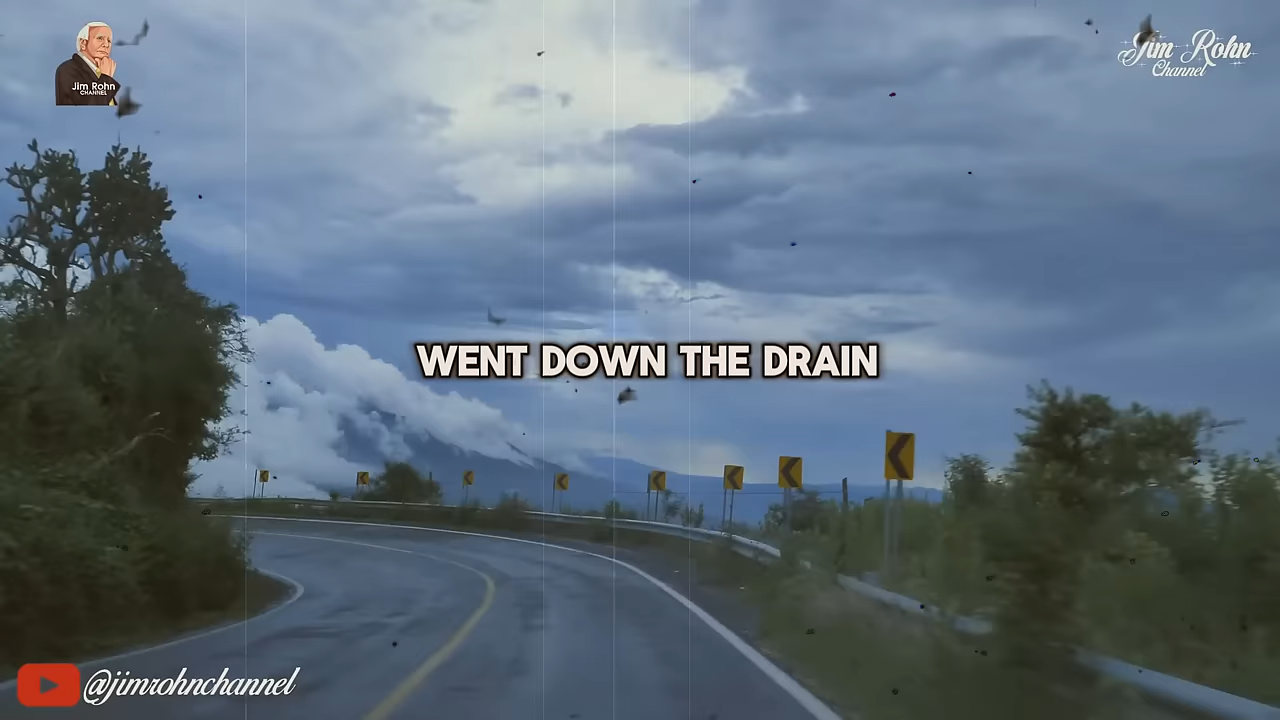 Jim Rohn
CHANNEL
Jim Rohn
Channel
WENT DOWN THE DRAIN
@jimrohnchannel